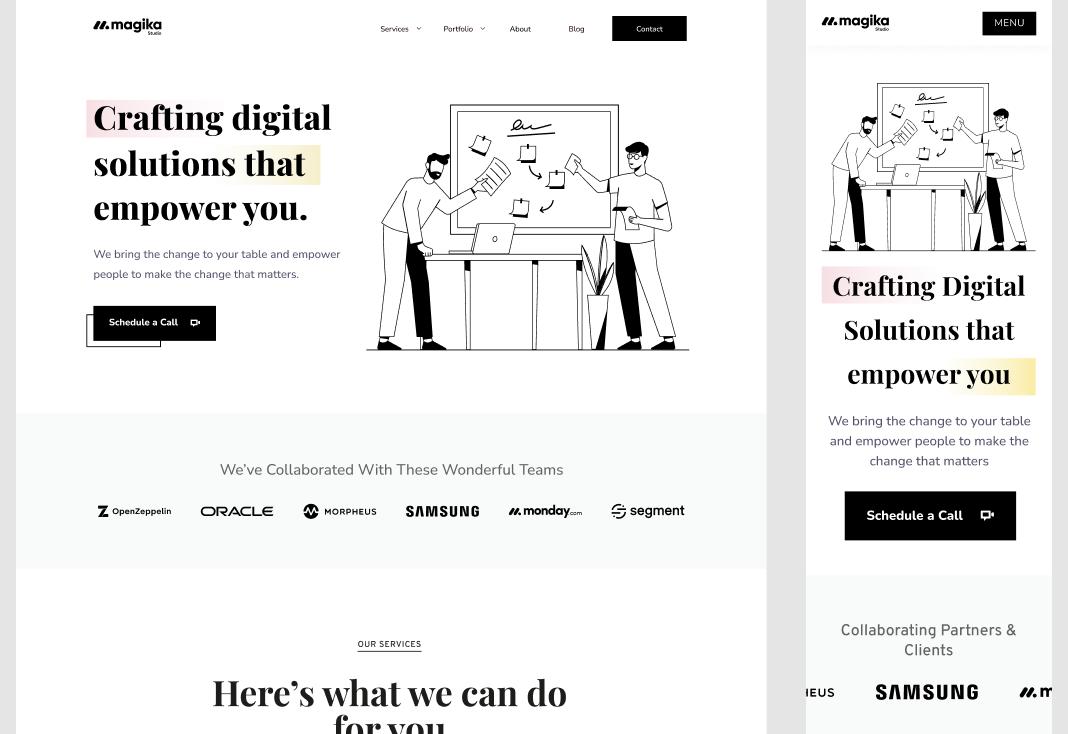 magika
Studio
Services Portfolio About Blog Contact
Crafting digital
solutions that
empower you.
We bring the change to your table and empower
people to make the change that matters.
Schedule a Call
We've Collaborated With These Wonderful Teams
OpenZeppelin ORACLE MORPHEUS SAMSUNG monday.com segment
OUR SERVICES
Here's what we can do
for you
magika
Studio
MENU
Crafting Digital
Solutions that
empower you
We bring the change to your table
and empower people to make the
change that matters
Schedule a Call
Collaborating Partners &
Clients
HEUS SAMSUNG m